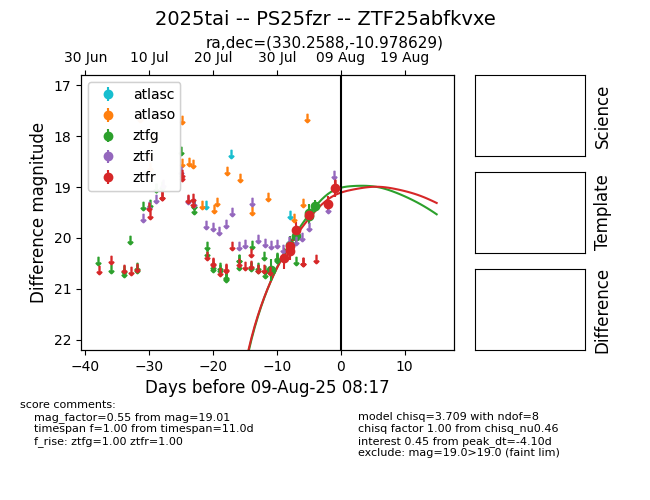 2025tai -- PS25fzr -- ZTF25abfkvxe
ra,dec=(330.2588,-10.978629)
30 Jun 10 Jul 20 Jul 30 Jul 09 Aug 19 Aug
17
18
19
20
21
22
Difference magnitude
atlasc
atlaso
ztfg
ztfi
ztfr
−40 −30 −20 −10 0 10
Days before 09-Aug-25 08:17
Science
Template
Difference
score comments:
mag_factor=0.55 from mag=19.01
timespan f=1.00 from timespan=11.0d
f_rise: ztfg=1.00 ztfr=1.00
model chisq=3.709 with ndof=8
chisq factor 1.00 from chisq_nu0.46
interest 0.45 from peak_dt=-4.10d
exclude: mag=19.0>19.0 (faint lim)